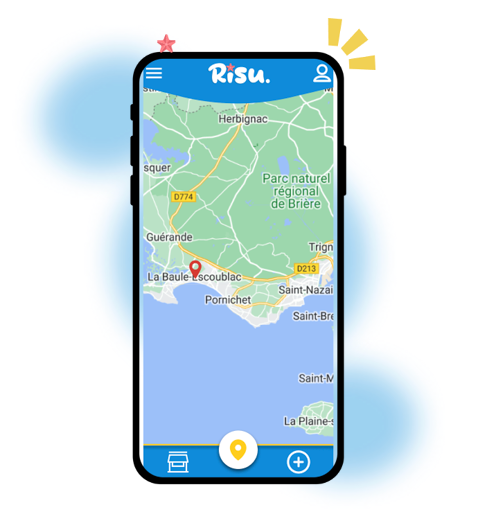 Risu.
Herbignac
squer
Parc naturel
régional
de Brière
D774
Guérande
Trign
D213
La Baule-Escoublac
Saint-Nazai
Pornichet
Saint-Bre
Saint-M
La Plaine-s